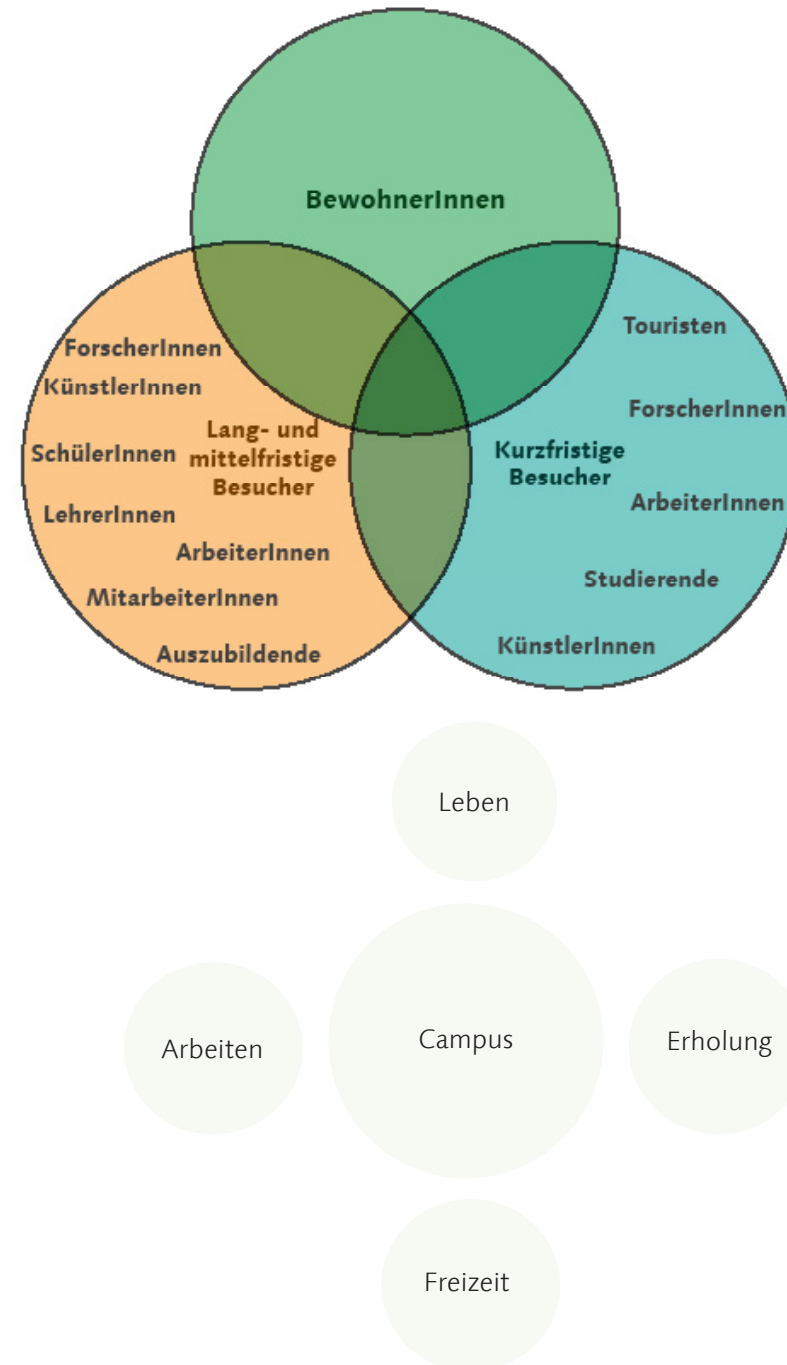 BewohnerInnen
ForscherInnen
KünstlerInnen
SchülerInnen
LehrerInnen
Lang- und
mittelfristige
Besucher
ArbeiterInnen
MitarbeiterInnen
Auszubildende
Touristen
ForscherInnen
Kurzfristige
Besucher
ArbeiterInnen
Studierende
KünstlerInnen
Leben
Arbeiten
Campus
Erholung
Freizeit